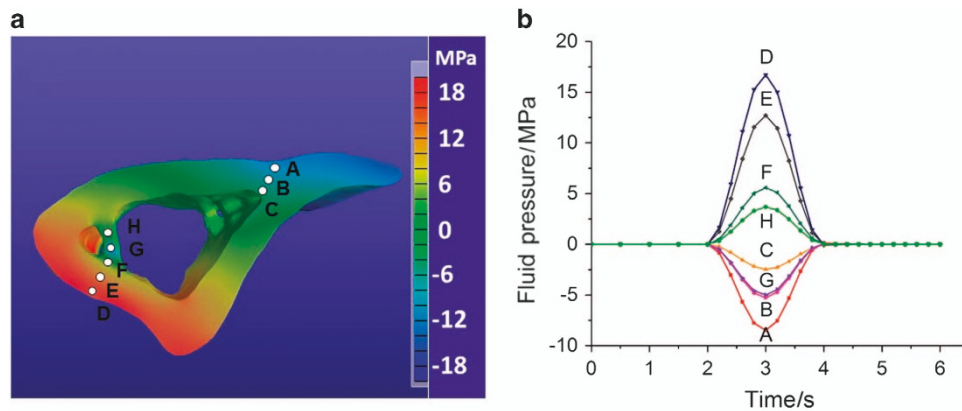 a
MPa
18
12
6
0
-6
-12
-18
A
B
C
H
G
F
E
D
b
Fluid pressure/MPa
20
15
10
5
0
-5
-10
D
E
F
H
C
G
B
A
0 1 2 3 4 5 6
Time/s